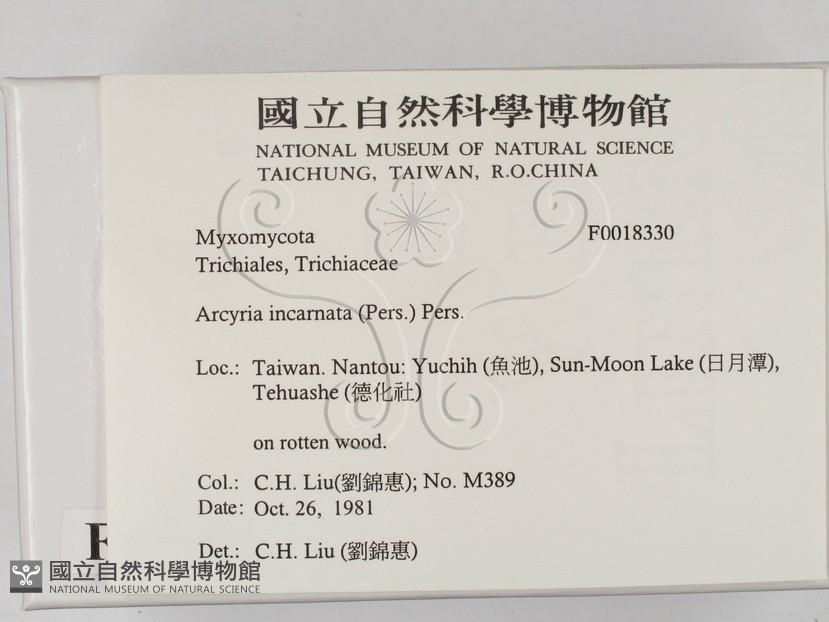 國立自然科學博物館
NATIONAL MUSEUM OF NATURAL SCIENCE
TAICHUNG, TAIWAN, R.O.CHINA
Myxomycota F0018330
Trichiales, Trichiaceae
Arcyria incarnata (Pers.) Pers.
Loc.: Taiwan. Nantou: Yuchih (魚池), Sun-Moon Lake (日月潭),
Tehuashe (德化社)
on rotten wood.
Col.: C.H. Liu(劉錦惠); No. M389
Date: Oct. 26, 1981
Det.: C.H. Liu (劉錦惠)
F
國立自然科學博物館
NATIONAL MUSEUM OF NATURAL SCIENCE